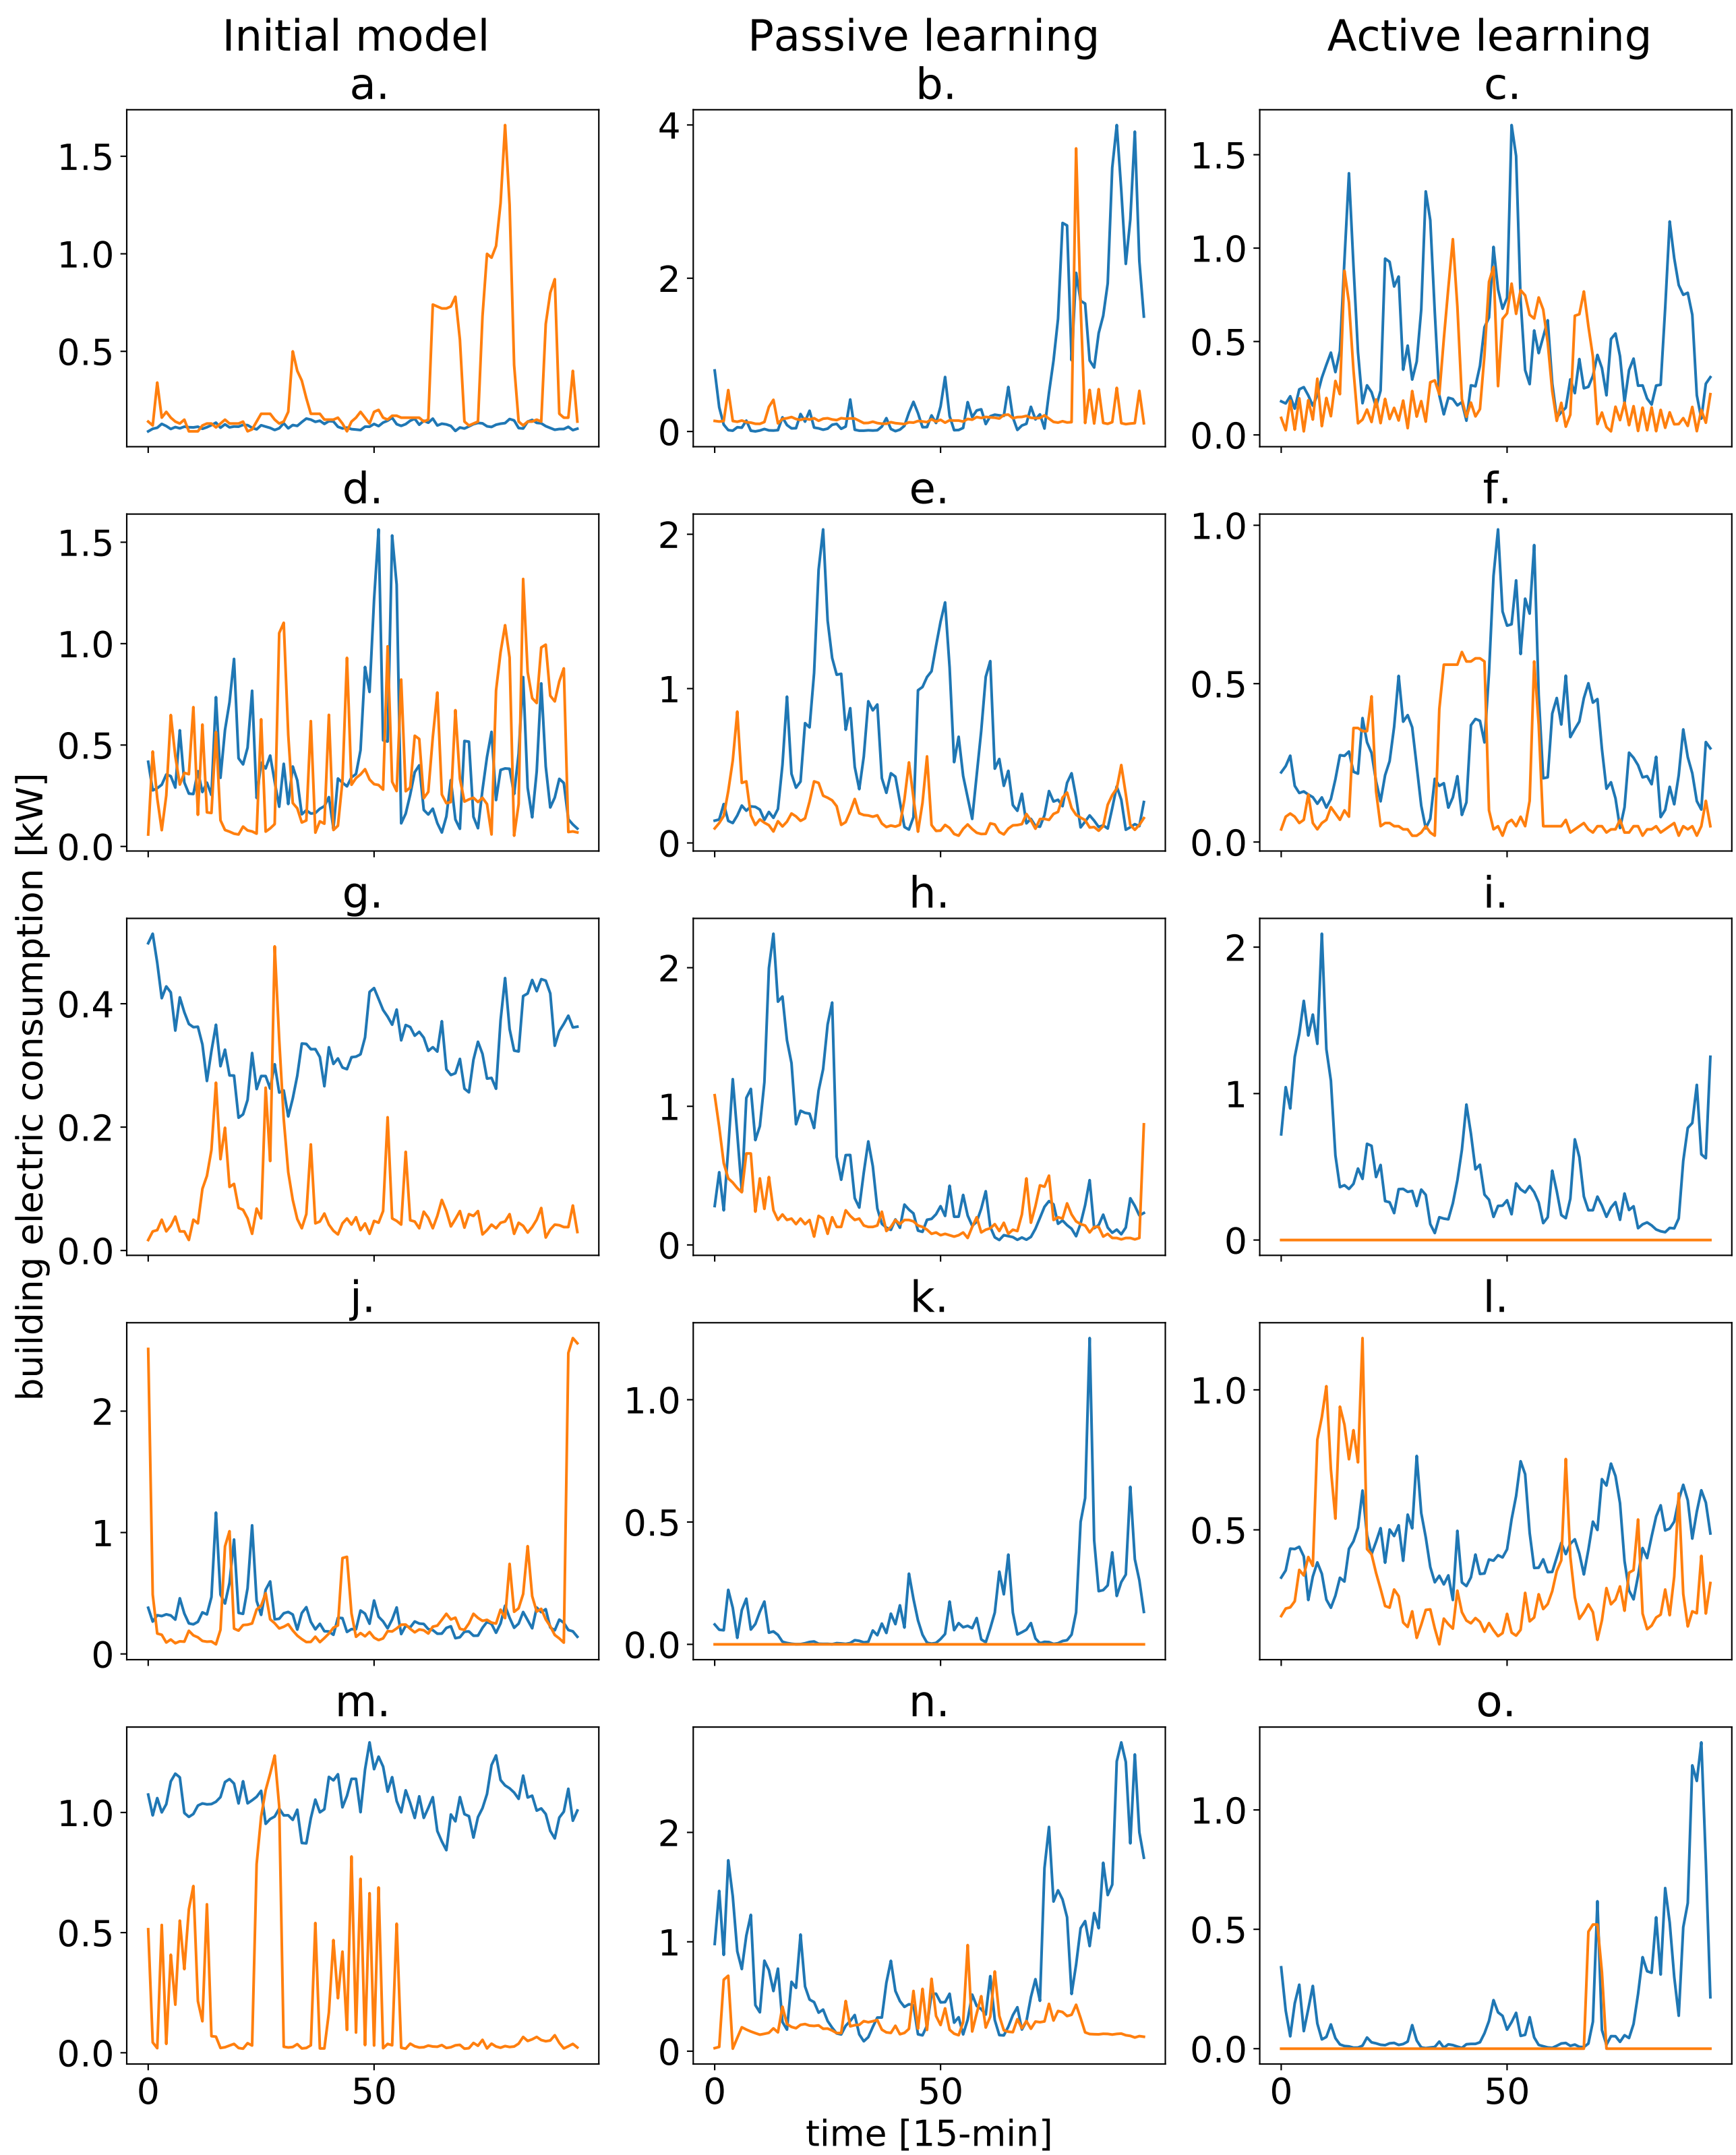 Initial model
Passive learning
Active learning
a.
b.
c.
1.5
1.0
0.5
4
2
0
1.5
1.0
0.5
0.0
d.
e.
f.
1.5
1.0
0.5
0.0
2
1
0
1.0
0.5
0.0
g.
h.
i.
0.4
0.2
0.0
2
1
0
2
1
0
j.
k.
l.
2
1
0
1.0
0.5
0.0
1.0
0.5
m.
n.
o.
1.0
0.5
0.0
2
1
0
1.0
0.5
0.0
0 50
0 50
0 50
building electric consumption [kW]
time [15-min]